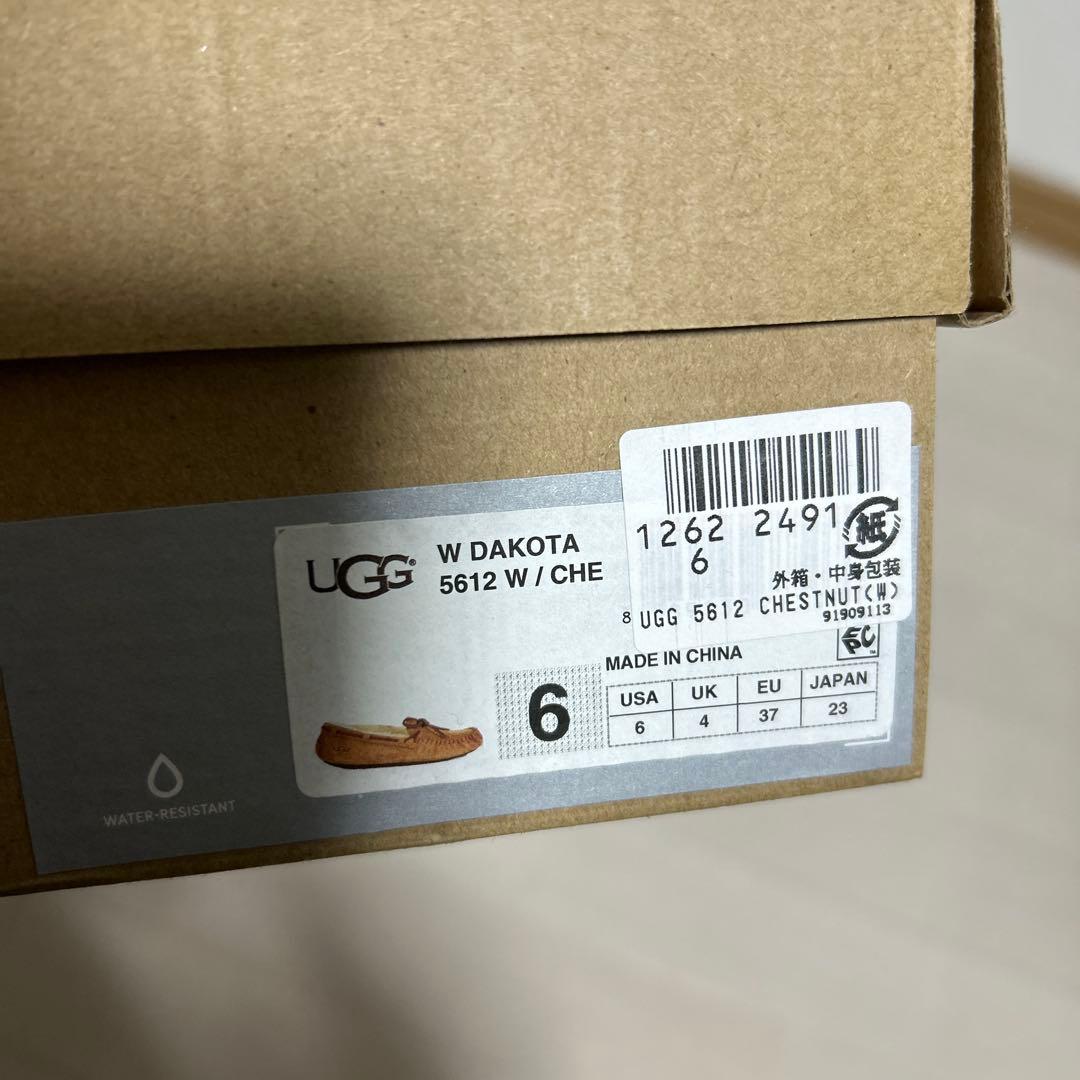 1262 2491
6
紙
外箱・中身包装
UGG 5612 CHESTNUT(W)
91909113
UGG®
W DAKOTA
5612 W / CHE
8
MADE IN CHINA
6
USA UK EU JAPAN
6 4 37 23
WATER-RESISTANT